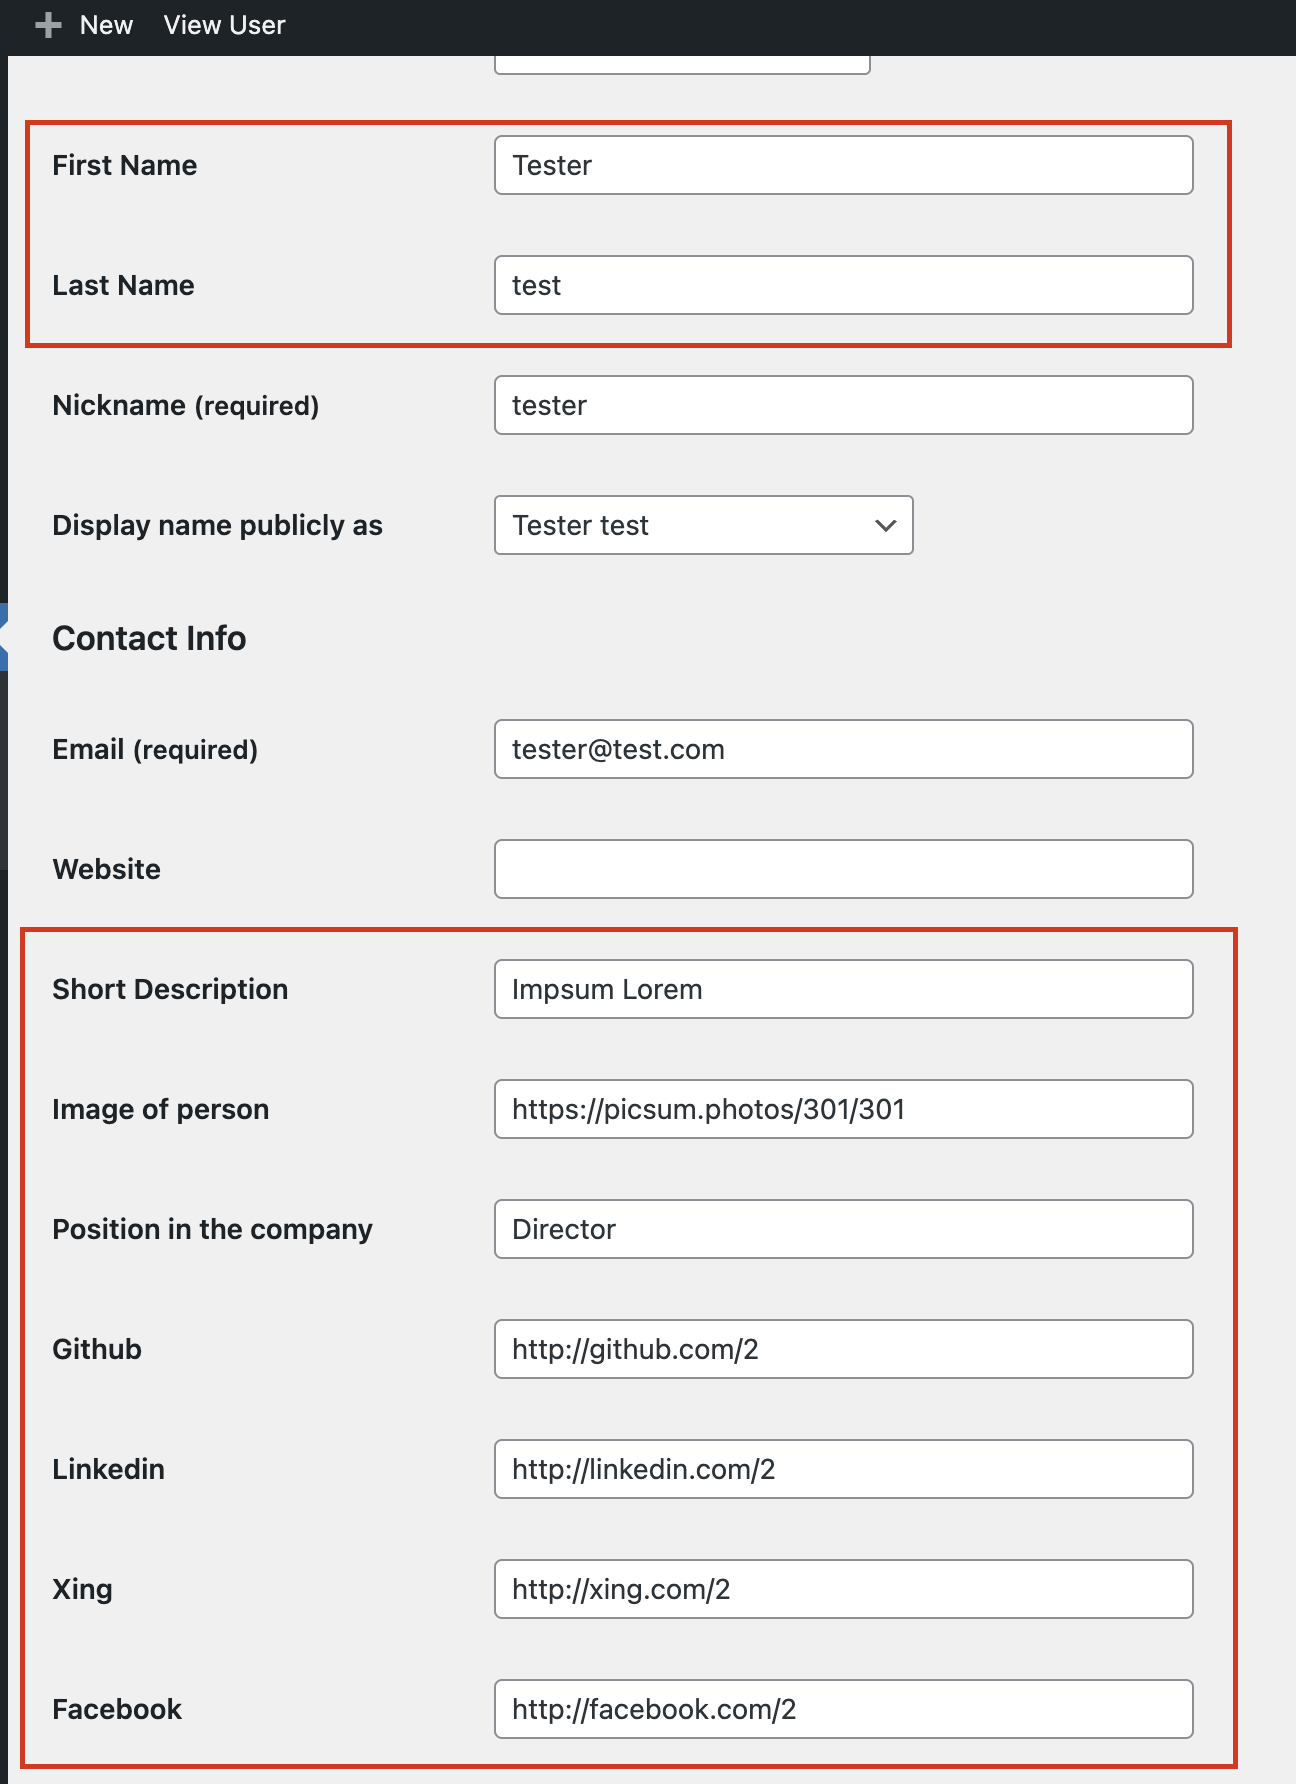 New View User
First Name Tester
Last Name test
Nickname (required) tester
Display name publicly as Tester test
Contact Info
Email (required) tester@test.com
Website
Short Description Impsum Lorem
Image of person https://picsum.photos/301/301
Position in the company Director
Github http://github.com/2
Linkedin http://linkedin.com/2
Xing http://xing.com/2
Facebook http://facebook.com/2